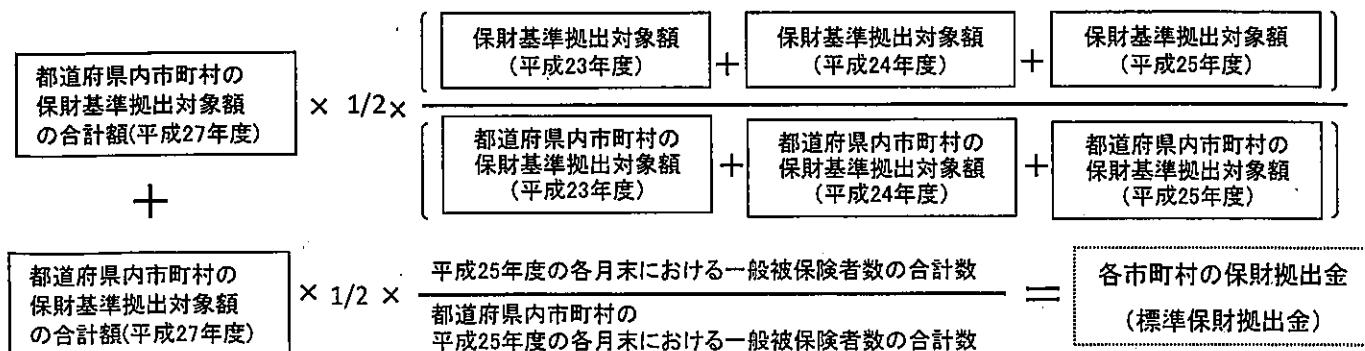 保財基準拠出対象額
(平成23年度)
+
保財基準拠出対象額
(平成24年度)
+
保財基準拠出対象額
(平成25年度)
都道府県内市町村の
保財基準拠出対象額
の合計額(平成27年度)
× 1/2×
都道府県内市町村の
保財基準拠出対象額
(平成23年度)
+
都道府県内市町村の
保財基準拠出対象額
(平成24年度)
+
都道府県内市町村の
保財基準拠出対象額
(平成25年度)
+
都道府県内市町村の
保財基準拠出対象額
の合計額(平成27年度)
× 1/2 ×
平成25年度の各月末における一般被保険者数の合計数
都道府県内市町村の
平成25年度の各月末における一般被保険者数の合計数
=
各市町村の保財拠出金
(標準保財拠出金)